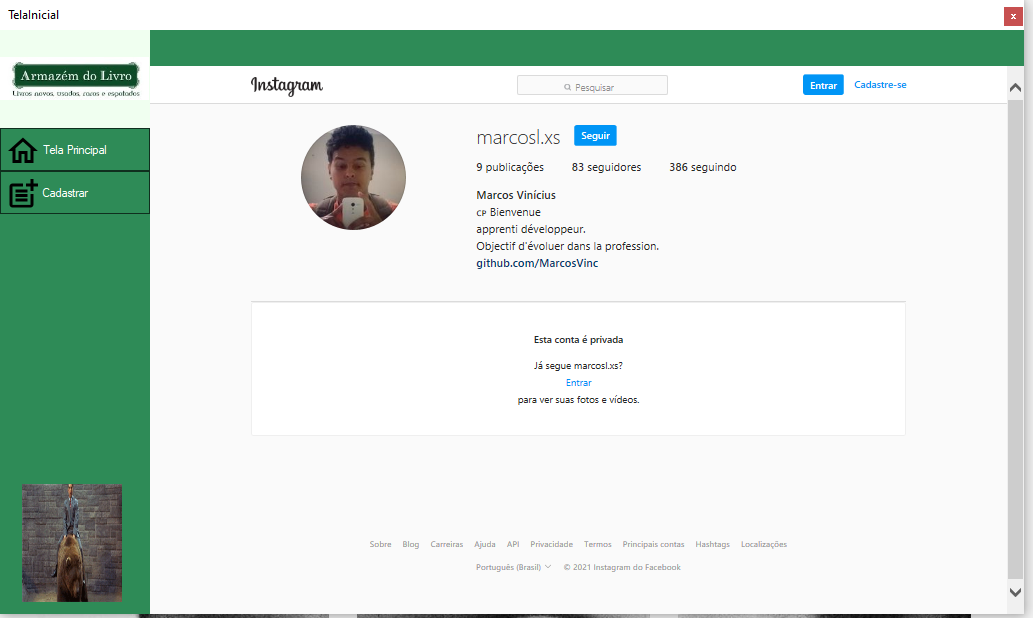 TelaInicial
x
Armazém do Livro
Livros novos, usados, raros e esgotados
Tela Principal
Cadastrar
Instagram
Pesquisar
Entrar
Cadastre-se
marcosl.xs
Seguir
9 publicações 83 seguidores 386 seguindo
Marcos Vinícius
CP Bienvenue
apprenti développeur.
Objectif d'évoluer dans la profession.
github.com/MarcosVinc
Esta conta é privada
Já segue marcosl.xs?
Entrar
para ver suas fotos e vídeos.
Sobre Blog Carreiras Ajuda API Privacidade Termos Principais contas Hashtags Localizações
Português (Brasil) © 2021 Instagram do Facebook